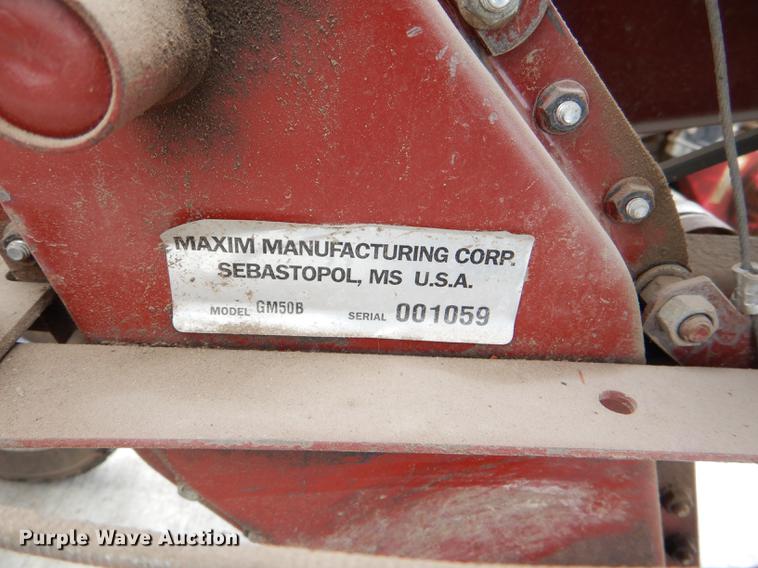 MAXIM MANUFACTURING CORP.
SEBASTOPOL, MS U.S.A.
MODEL GM50B SERIAL 001059
Purple Wave Auction